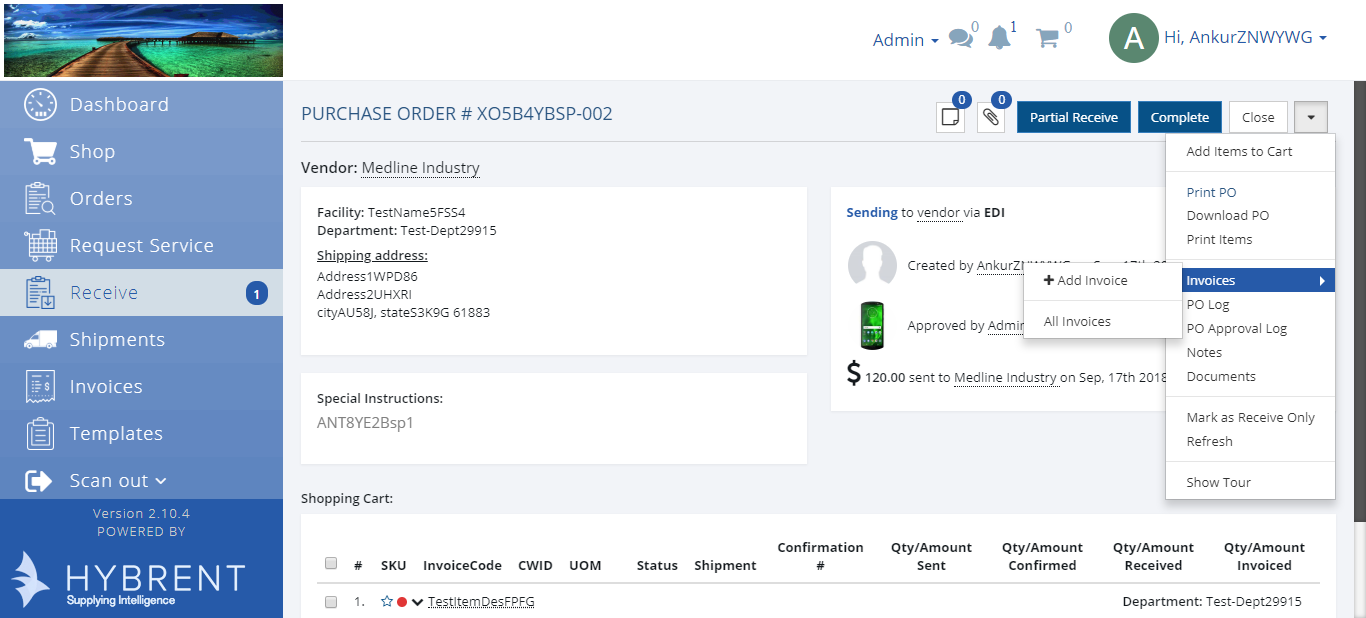 Admin
0
1
0
A
Hi, AnkurZNWYWG
Dashboard
Shop
Orders
Request Service
Receive
1
Shipments
Invoices
Templates
Scan out
Version 2.10.4
POWERED BY
HYBRENT
Supplying Intelligence
PURCHASE ORDER # XO5B4YBSP-002
0
0
Partial Receive
Complete
Close
Vendor: Medline Industry
Facility: TestName5FSS4
Department: Test-Dept29915
Shipping address:
Address1WPD86
Address2UHXRI
cityAU58J, stateS3K9G 61883
Special Instructions:
ANT8YE2Bsp1
Sending to vendor via EDI
Created by
Approved by Admin
$ 120.00 sent to Medline Industry on Sep, 17th 2018
Add Items to Cart
Print PO
Download PO
Print Items
Invoices
PO Log
PO Approval Log
Notes
Documents
Mark as Receive Only
Refresh
Show Tour
+ Add Invoice
All Invoices
Shopping Cart:
# SKU InvoiceCode CWID UOM Status Shipment Confirmation # Qty/Amount Sent Qty/Amount Confirmed Qty/Amount Received Qty/Amount Invoiced
1. TestItemDesFPFG Department: Test-Dept29915